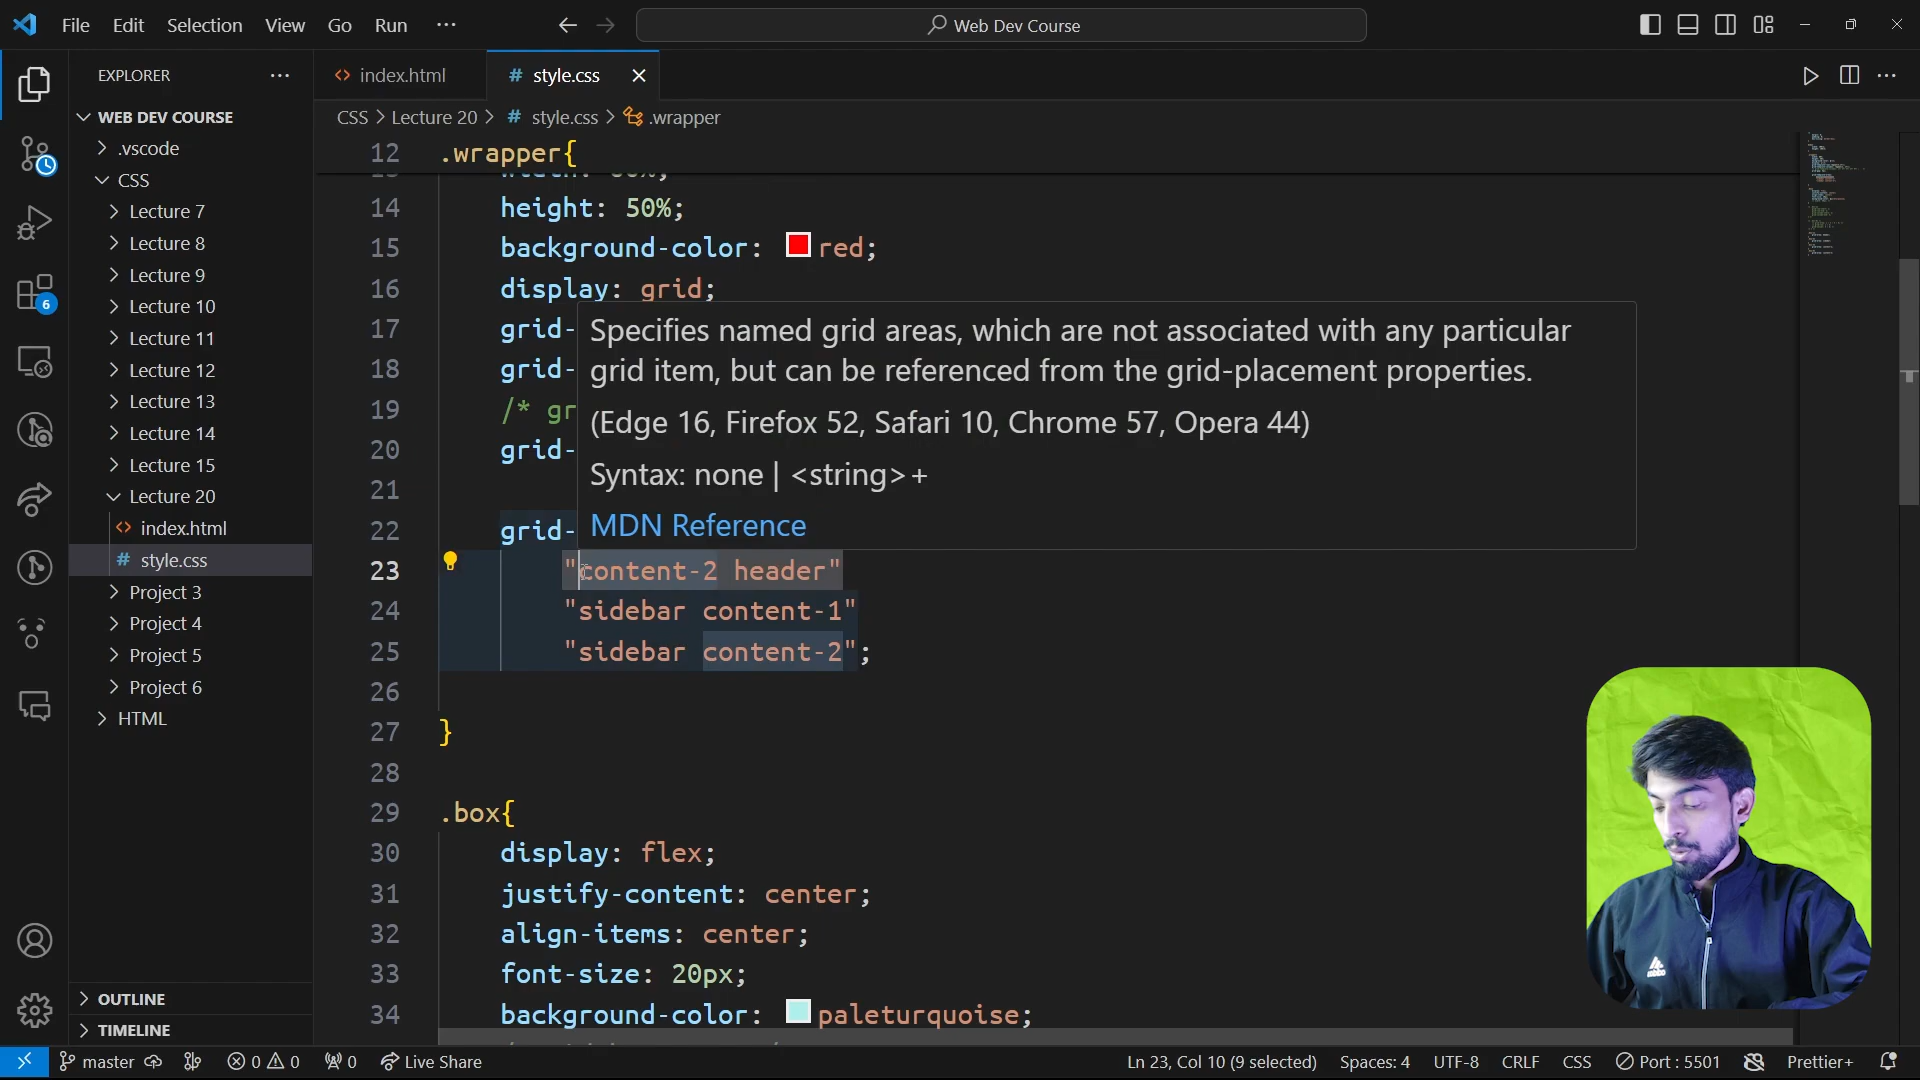 File Edit Selection View Go Run ···
Web Dev Course
EXPLORER ···
index.html
# style.css
WEB DEV COURSE
.vscode
CSS
Lecture 7
Lecture 8
Lecture 9
Lecture 10
Lecture 11
Lecture 12
Lecture 13
Lecture 14
Lecture 15
Lecture 20
index.html
# style.css
Project 3
Project 4
Project 5
Project 6
HTML
OUTLINE
TIMELINE
6
CSS > Lecture 20 > # style.css > .wrapper
12 .wrapper{
14 height: 50%;
15 background-color: red;
16 display: grid;
17 grid-
18 grid-
19 /* gr
20 grid-
21
22 grid-
Specifies named grid areas, which are not associated with any particular
grid item, but can be referenced from the grid-placement properties.
(Edge 16, Firefox 52, Safari 10, Chrome 57, Opera 44)
Syntax: none | <string>+
MDN Reference
23 "content-2 header"
24 "sidebar content-1"
25 "sidebar content-2";
26
27 }
28
29 .box{
30 display: flex;
31 justify-content: center;
32 align-items: center;
33 font-size: 20px;
34 background-color: paleturquoise;
master 0 0 0 Live Share
Ln 23, Col 10 (9 selected) Spaces: 4 UTF-8 CRLF CSS Port : 5501 Prettier+